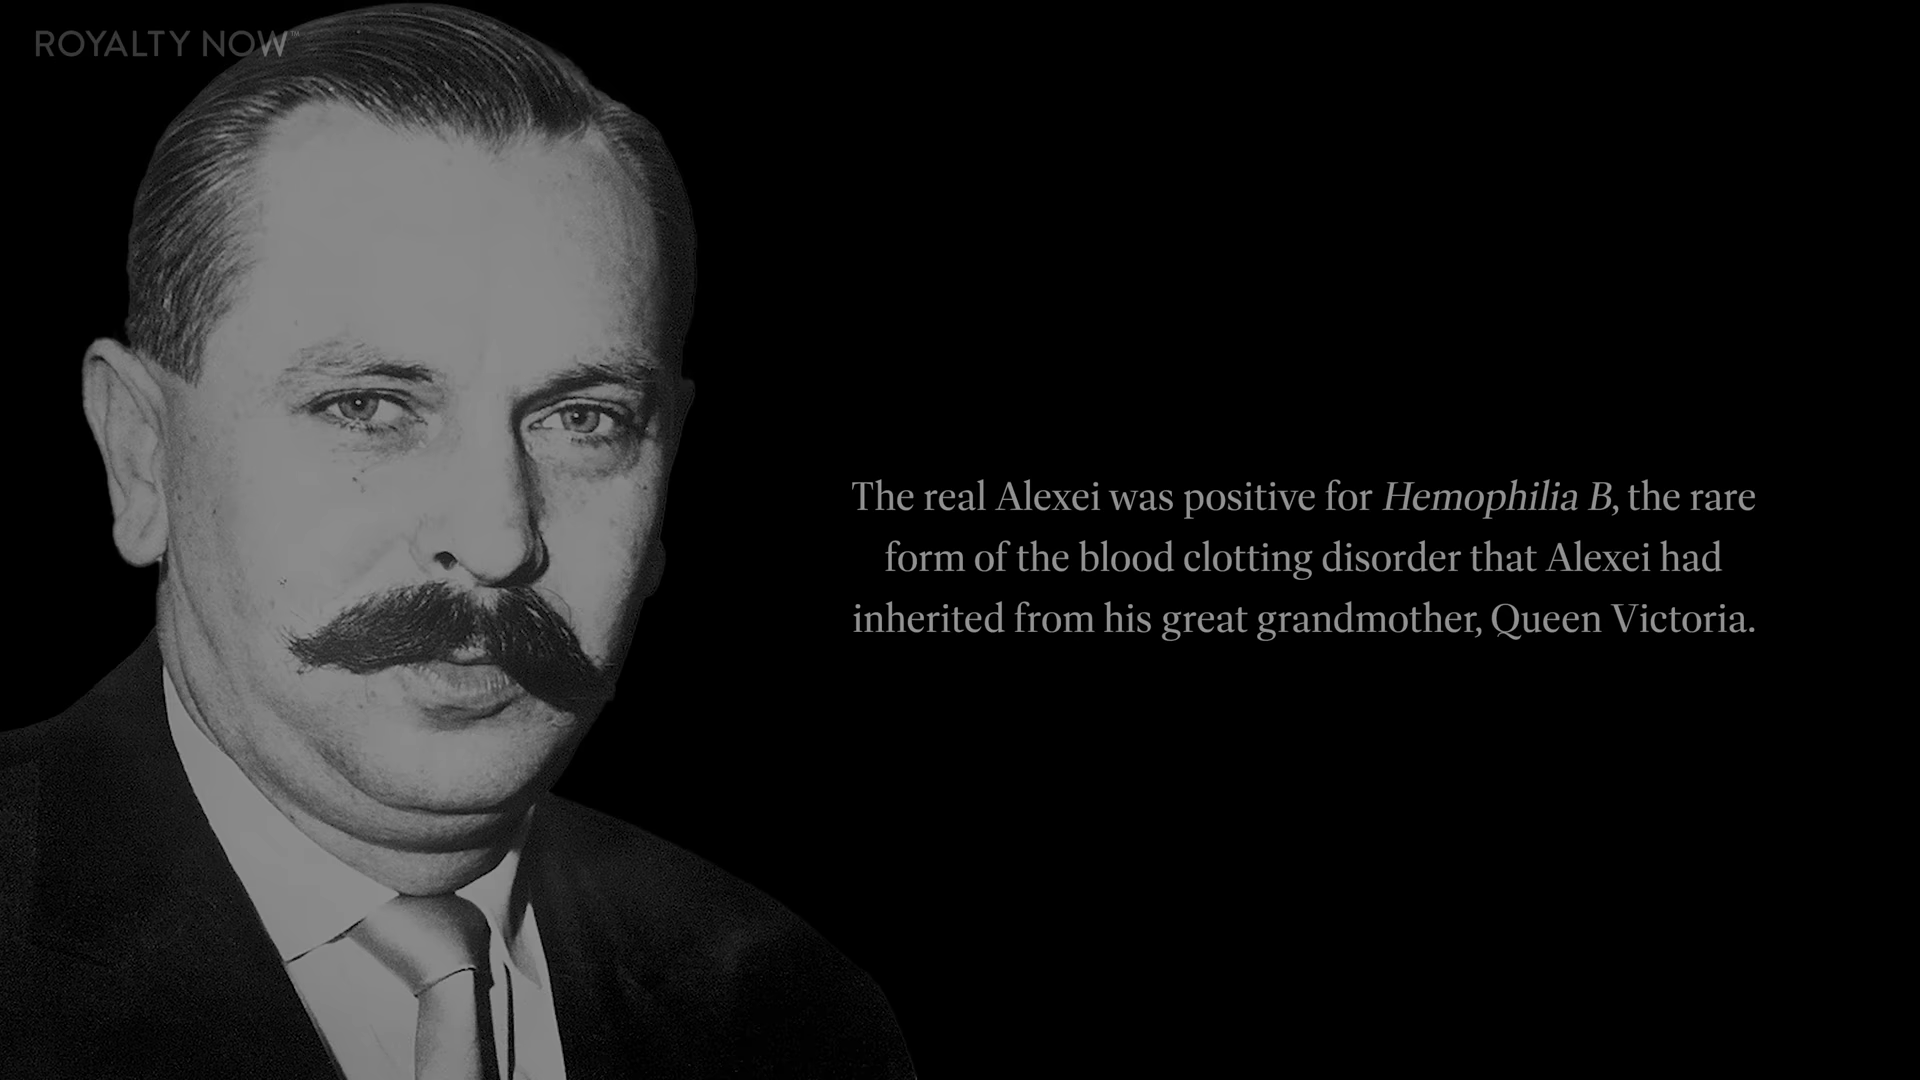 ROYALTY NOW™
The real Alexei was positive for Hemophilia B, the rare
form of the blood clotting disorder that Alexei had
inherited from his great grandmother, Queen Victoria.